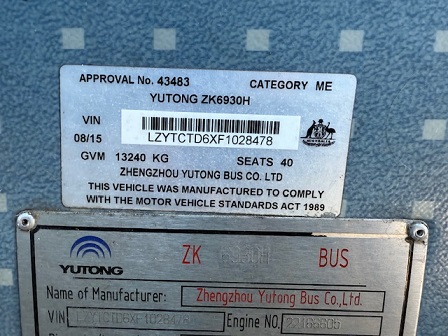 APPROVAL No. 43483 CATEGORY ME
YUTONG ZK6930H
VIN
08/15 LZYTCTD6XF1028478
GVM 13240 KG SEATS 40
ZHENGZHOU YUTONG BUS CO. LTD
THIS VEHICLE WAS MANUFACTURED TO COMPLY
WITH THE MOTOR VEHICLE STANDARDS ACT 1989
YUTONG ZK 6930H BUS
Name of Manufacturer: Zhengzhou Yutong Bus Co.,Ltd.
VIN LZYTCTD6XF1028478 Engine NO.